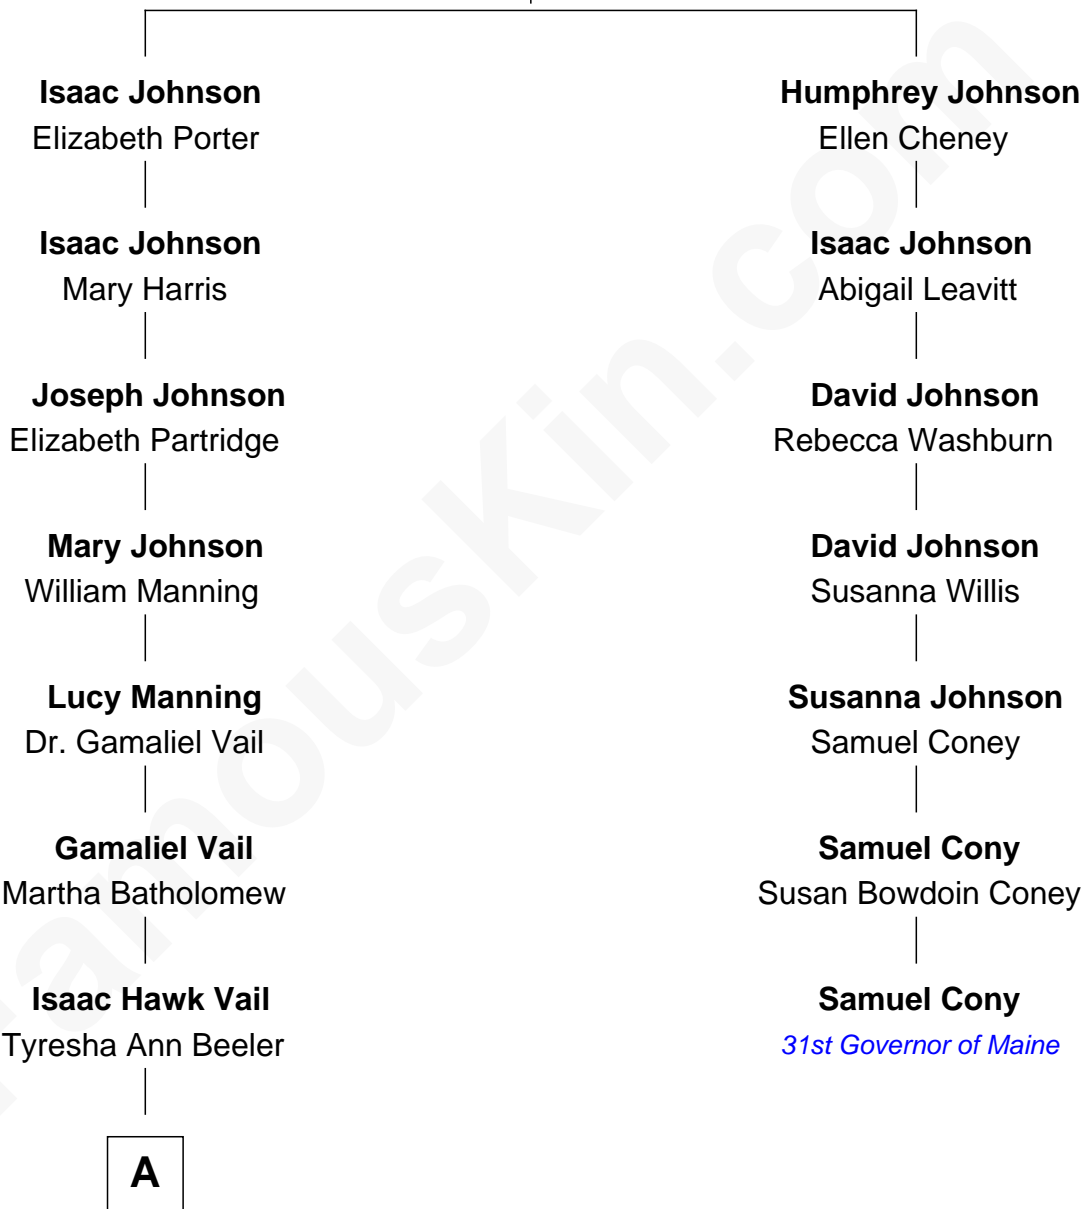 Isaac Johnson
Elizabeth Porter
Isaac Johnson
Mary Harris
Joseph Johnson
Elizabeth Partridge
Mary Johnson
William Manning
Lucy Manning
Dr. Gamaliel Vail
Gamaliel Vail
Martha Batholomew
Isaac Hawk Vail
Tyresha Ann Beeler
A
Humphrey Johnson
Ellen Cheney
Isaac Johnson
Abigail Leavitt
David Johnson
Rebecca Washburn
David Johnson
Susanna Willis
Susanna Johnson
Samuel Coney
Samuel Cony
Susan Bowdoin Coney
Samuel Cony
31st Governor of Maine
FamousKin.com